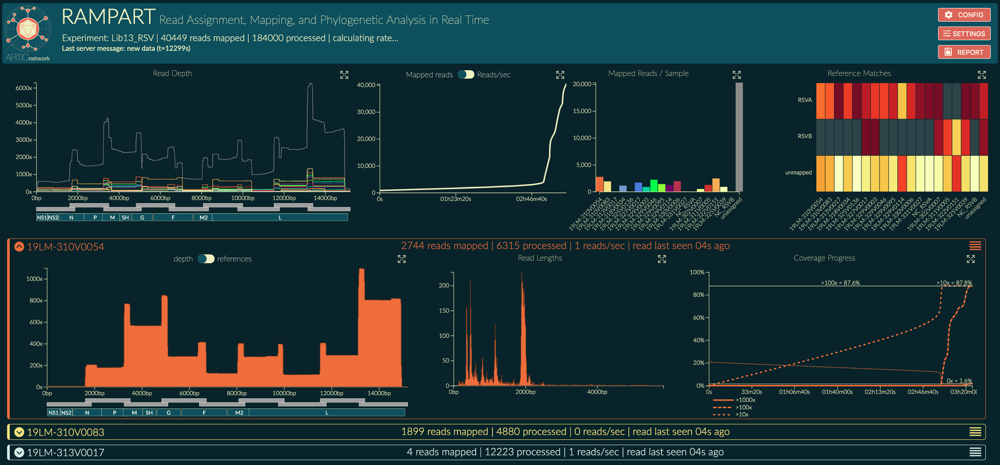 RAMPART Read Assignment, Mapping, and Phylogenetic Analysis in Real Time
Experiment: Lib13_RSV | 40449 reads mapped | 184000 processed | calculating rate...
Last server message: new data (t=12299s)
ARTICnetwork
CONFIG
SETTINGS
REPORT
Read Depth
6000x
5000x
4000x
3000x
2000x
1000x
0x
0bp 2000bp 4000bp 6000bp 8000bp 10000bp 12000bp 14000bp
NS1 NS2 N P M SH G F M2 L
Mapped reads Reads/sec
40,000
30,000
20,000
10,000
0
0s 01h23m20s 02h46m40s
Mapped Reads / Sample
20,000
15,000
10,000
5,000
0
19LM-310V0054
19LM-310V0083
19LM-313V0017
19LM-318V0034
19LM-325V0136
19LM-327V0017
19LM-329V0003
19LM-329V0046
19LM-329V0095
19LM-329V0114
19LM-330V0006
19LM-331V0027
NC_RSVA
19LM-302V0007
19LM-311V0005
19LM-322V0151
19LM-325V0039
NC_RSVB
unassigned
Reference Matches
RSVA
RSVB
unmapped
19LM-310V0054
19LM-310V0083
19LM-313V0017
19LM-318V0034
19LM-325V0136
19LM-327V0017
19LM-329V0003
19LM-329V0046
19LM-329V0095
19LM-329V0114
19LM-330V0006
19LM-331V0027
NC_RSVA
19LM-302V0007
19LM-311V0005
19LM-322V0151
19LM-325V0039
NC_RSVB
unassigned
19LM-310V0054
2744 reads mapped | 6315 processed | 1 reads/sec | read last seen 04s ago
depth references
1000x
800x
600x
400x
200x
0x
0bp 2000bp 4000bp 6000bp 8000bp 10000bp 12000bp 14000bp
NS1 NS2 N P M SH G F M2 L
Read Lengths
200
150
100
50
0
0bp 2000bp 4000bp
Coverage Progress
100%
80%
60%
40%
20%
0%
>100x = 87.6%
>10x = 87.8%
0x = 1.6%
0s 33m20s 01h06m40s 01h40m00s 02h13m20s 02h46m40s 03h20m0
>1000x
>100x
>10x
19LM-310V0083
1899 reads mapped | 4880 processed | 0 reads/sec | read last seen 04s ago
19LM-313V0017
4 reads mapped | 12223 processed | 1 reads/sec | read last seen 04s ago